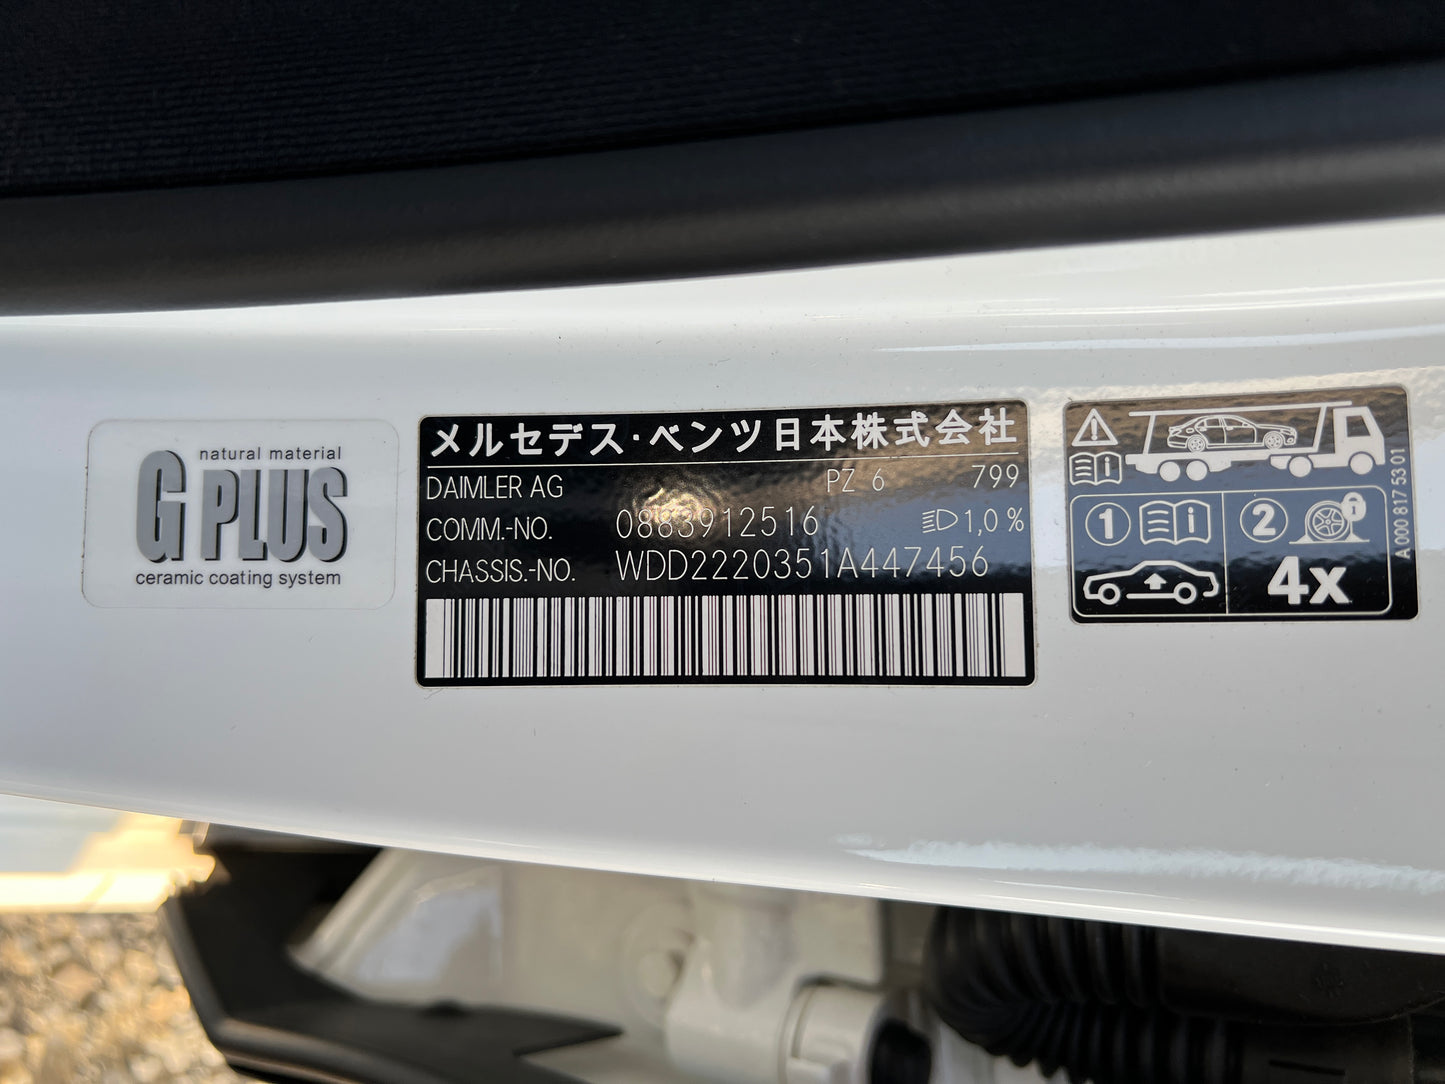 natural material
G PLUS
ceramic coating system
メルセデス・ベンツ日本株式会社
DAIMLER AG PZ 6 799
COMM.-NO. 0883912516 1,0 %
CHASSIS.-NO. WDD2220351A447456
1 2
4x
A 000 817 53 01